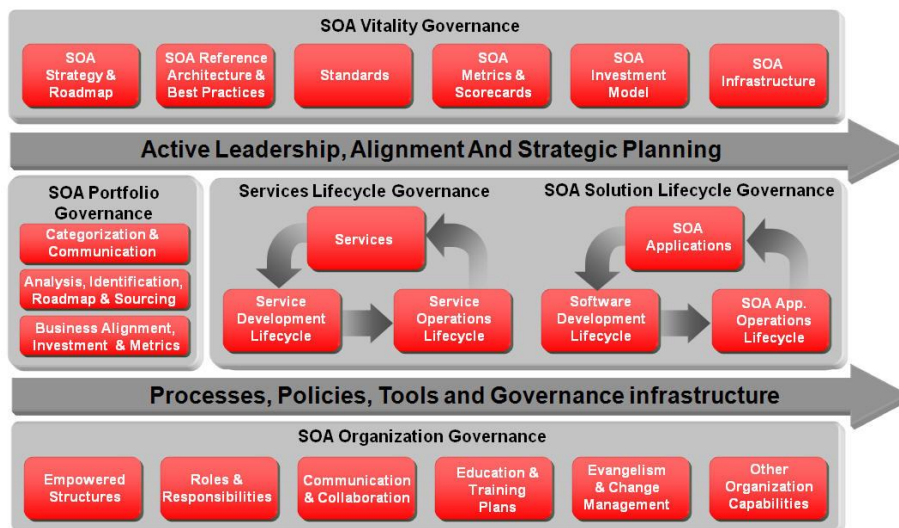 SOA Vitality Governance
SOA
Strategy &
Roadmap
SOA Reference
Architecture &
Best Practices
Standards
SOA
Metrics &
Scorecards
SOA
Investment
Model
SOA
Infrastructure
Active Leadership, Alignment And Strategic Planning
SOA Portfolio
Governance
Categorization &
Communication
Analysis, Identification,
Roadmap & Sourcing
Business Alignment,
Investment & Metrics
Services Lifecycle Governance
Services
Service
Development
Lifecycle
Service
Operations
Lifecycle
SOA Solution Lifecycle Governance
SOA
Applications
Software
Development
Lifecycle
SOA App.
Operations
Lifecycle
Processes, Policies, Tools and Governance infrastructure
SOA Organization Governance
Empowered
Structures
Roles &
Responsibilities
Communication
& Collaboration
Education &
Training
Plans
Evangelism
& Change
Management
Other
Organization
Capabilities